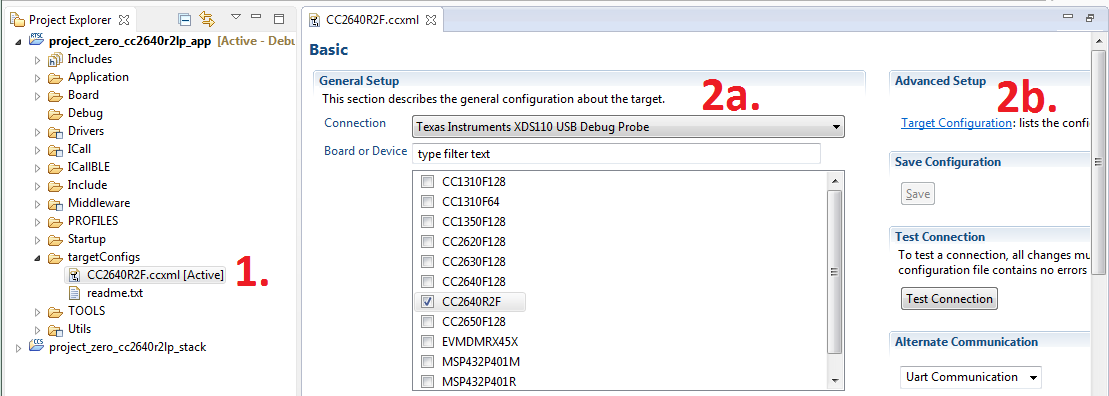 Project Explorer
project_zero_cc2640r2lp_app [Active - Debu
Includes
Application
Board
Debug
Drivers
ICall
ICallBLE
Include
Middleware
PROFILES
Startup
targetConfigs
CC2640R2F.ccxml [Active]
readme.txt
TOOLS
Utils
project_zero_cc2640r2lp_stack
1.
CC2640R2F.ccxml
Basic
General Setup
This section describes the general configuration about the target.
2a.
Connection
Texas Instruments XDS110 USB Debug Probe
Board or Device
type filter text
CC1310F128
CC1310F64
CC1350F128
CC2620F128
CC2630F128
CC2640F128
CC2640R2F
CC2650F128
EVMDMRX45X
MSP432P401M
MSP432P401R
Advanced Setup
2b.
Target Configuration: lists the confi
Save Configuration
Save
Test Connection
To test a connection, all changes mu
configuration file contains no errors
Test Connection
Alternate Communication
Uart Communication